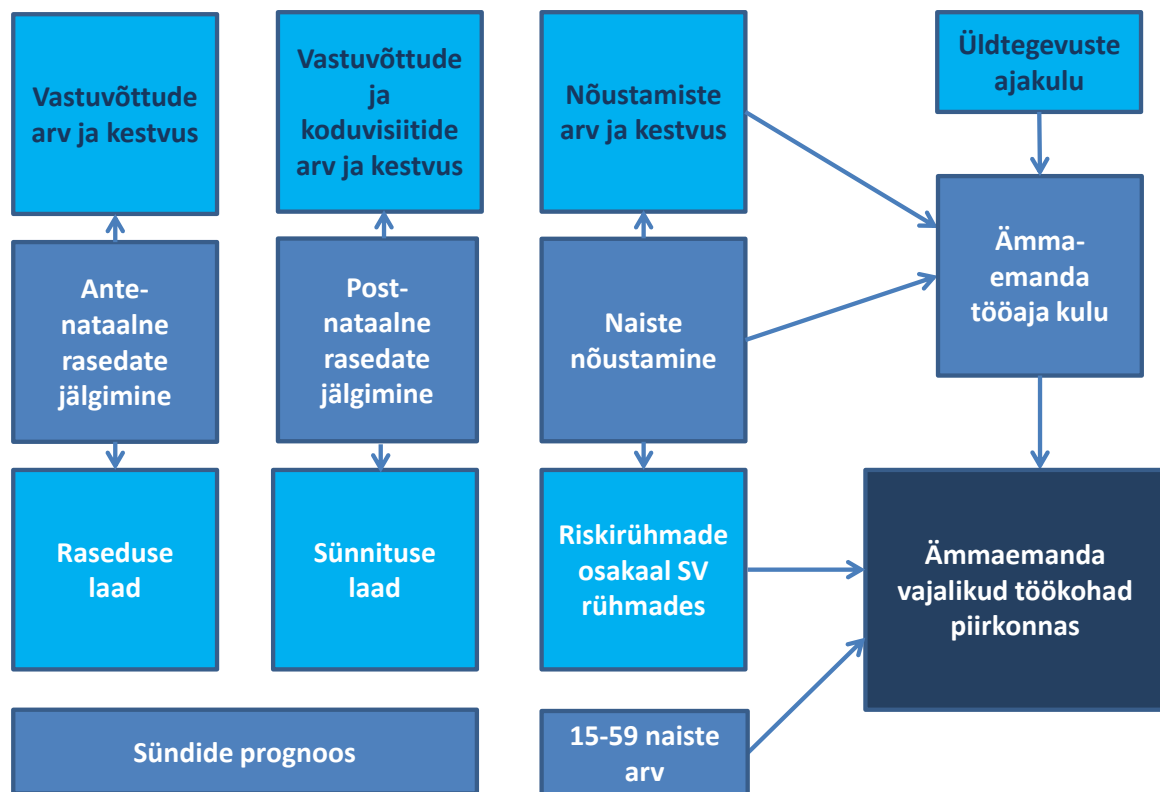 Vastuvõttude
arv ja kestvus
Vastuvõttude
ja
koduvisiitide
arv ja kestvus
Nõustamiste
arv ja kestvus
Üldtegevuste
ajakulu
Ante-
nataalne
rasedate
jälgimine
Post-
nataalne
rasedate
jälgimine
Naiste
nõustamine
Ämma-
emanda
tööaja kulu
Raseduse
laad
Sünnituse
laad
Riskirühmade
osakaal SV
rühmades
Ämmaemanda
vajalikud töökohad
piirkonnas
Sündide prognoos
15-59 naiste
arv